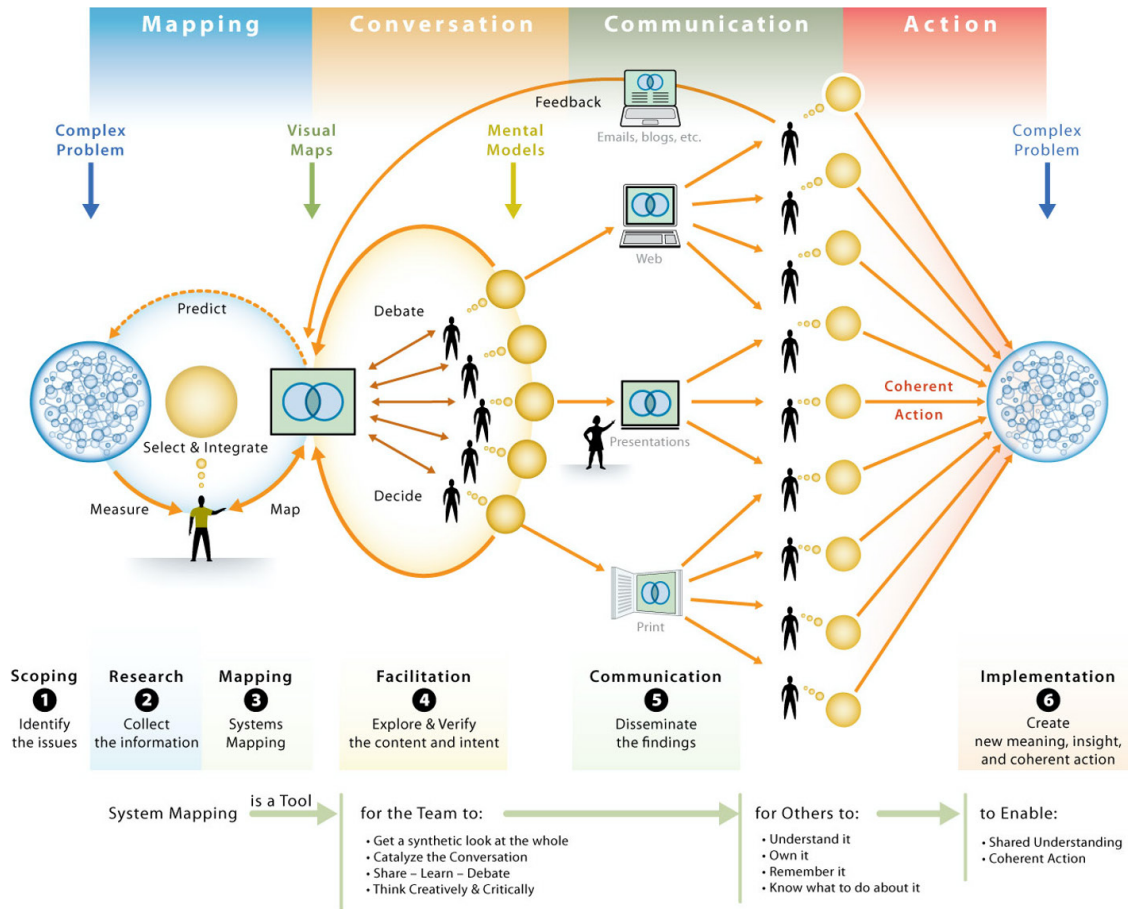 Mapping
Conversation
Communication
Action
Complex
Problem
Visual
Maps
Mental
Models
Feedback
Emails, blogs, etc.
Complex
Problem
Web
Predict
Debate
Select & Integrate
Coherent
Action
Presentations
Measure
Map
Decide
Print
Scoping
1
Identify
the issues
Research
2
Collect
the information
Mapping
3
Systems
Mapping
Facilitation
4
Explore & Verify
the content and intent
Communication
5
Disseminate
the findings
Implementation
6
Create
new meaning, insight,
and coherent action
System Mapping
is a Tool
for the Team to:
• Get a synthetic look at the whole
• Catalyze the Conversation
• Share – Learn – Debate
• Think Creatively & Critically
for Others to:
• Understand it
• Own it
• Remember it
• Know what to do about it
to Enable:
• Shared Understanding
• Coherent Action